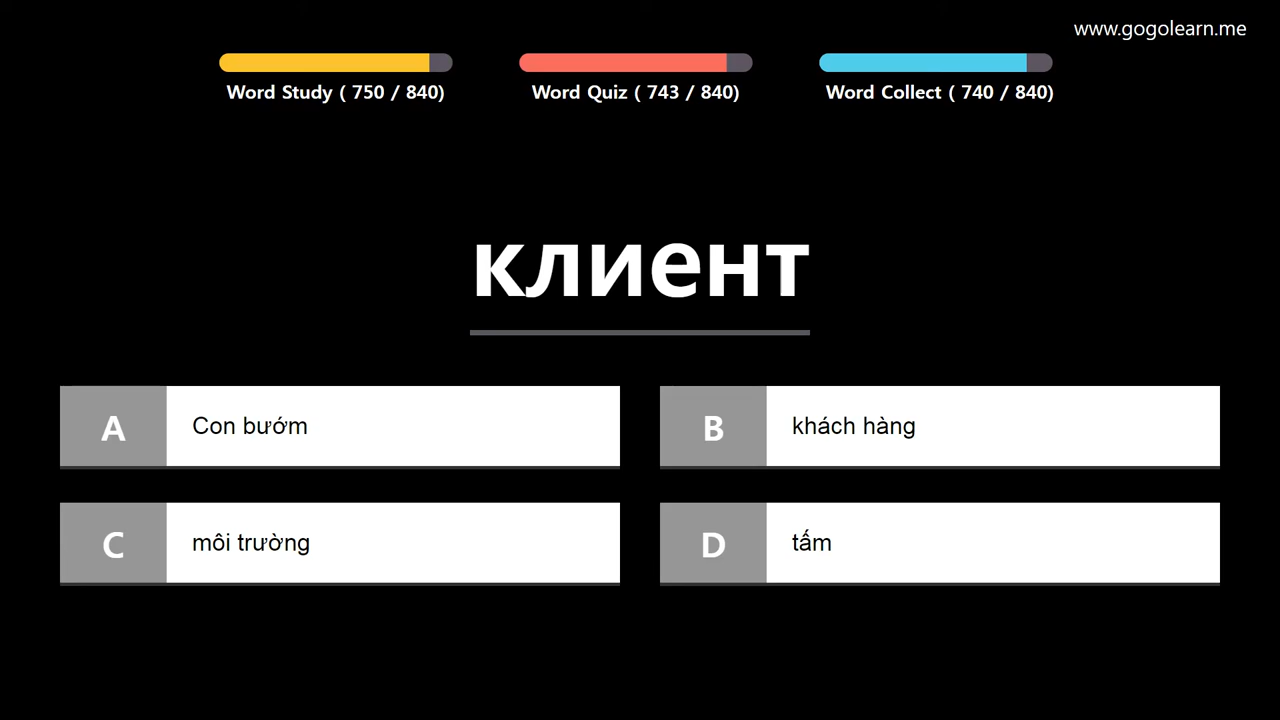 www.gogolearn.me
Word Study ( 750 / 840)
Word Quiz ( 743 / 840)
Word Collect ( 740 / 840)
клиент
A Con bướm
B khách hàng
C môi trường
D tấm